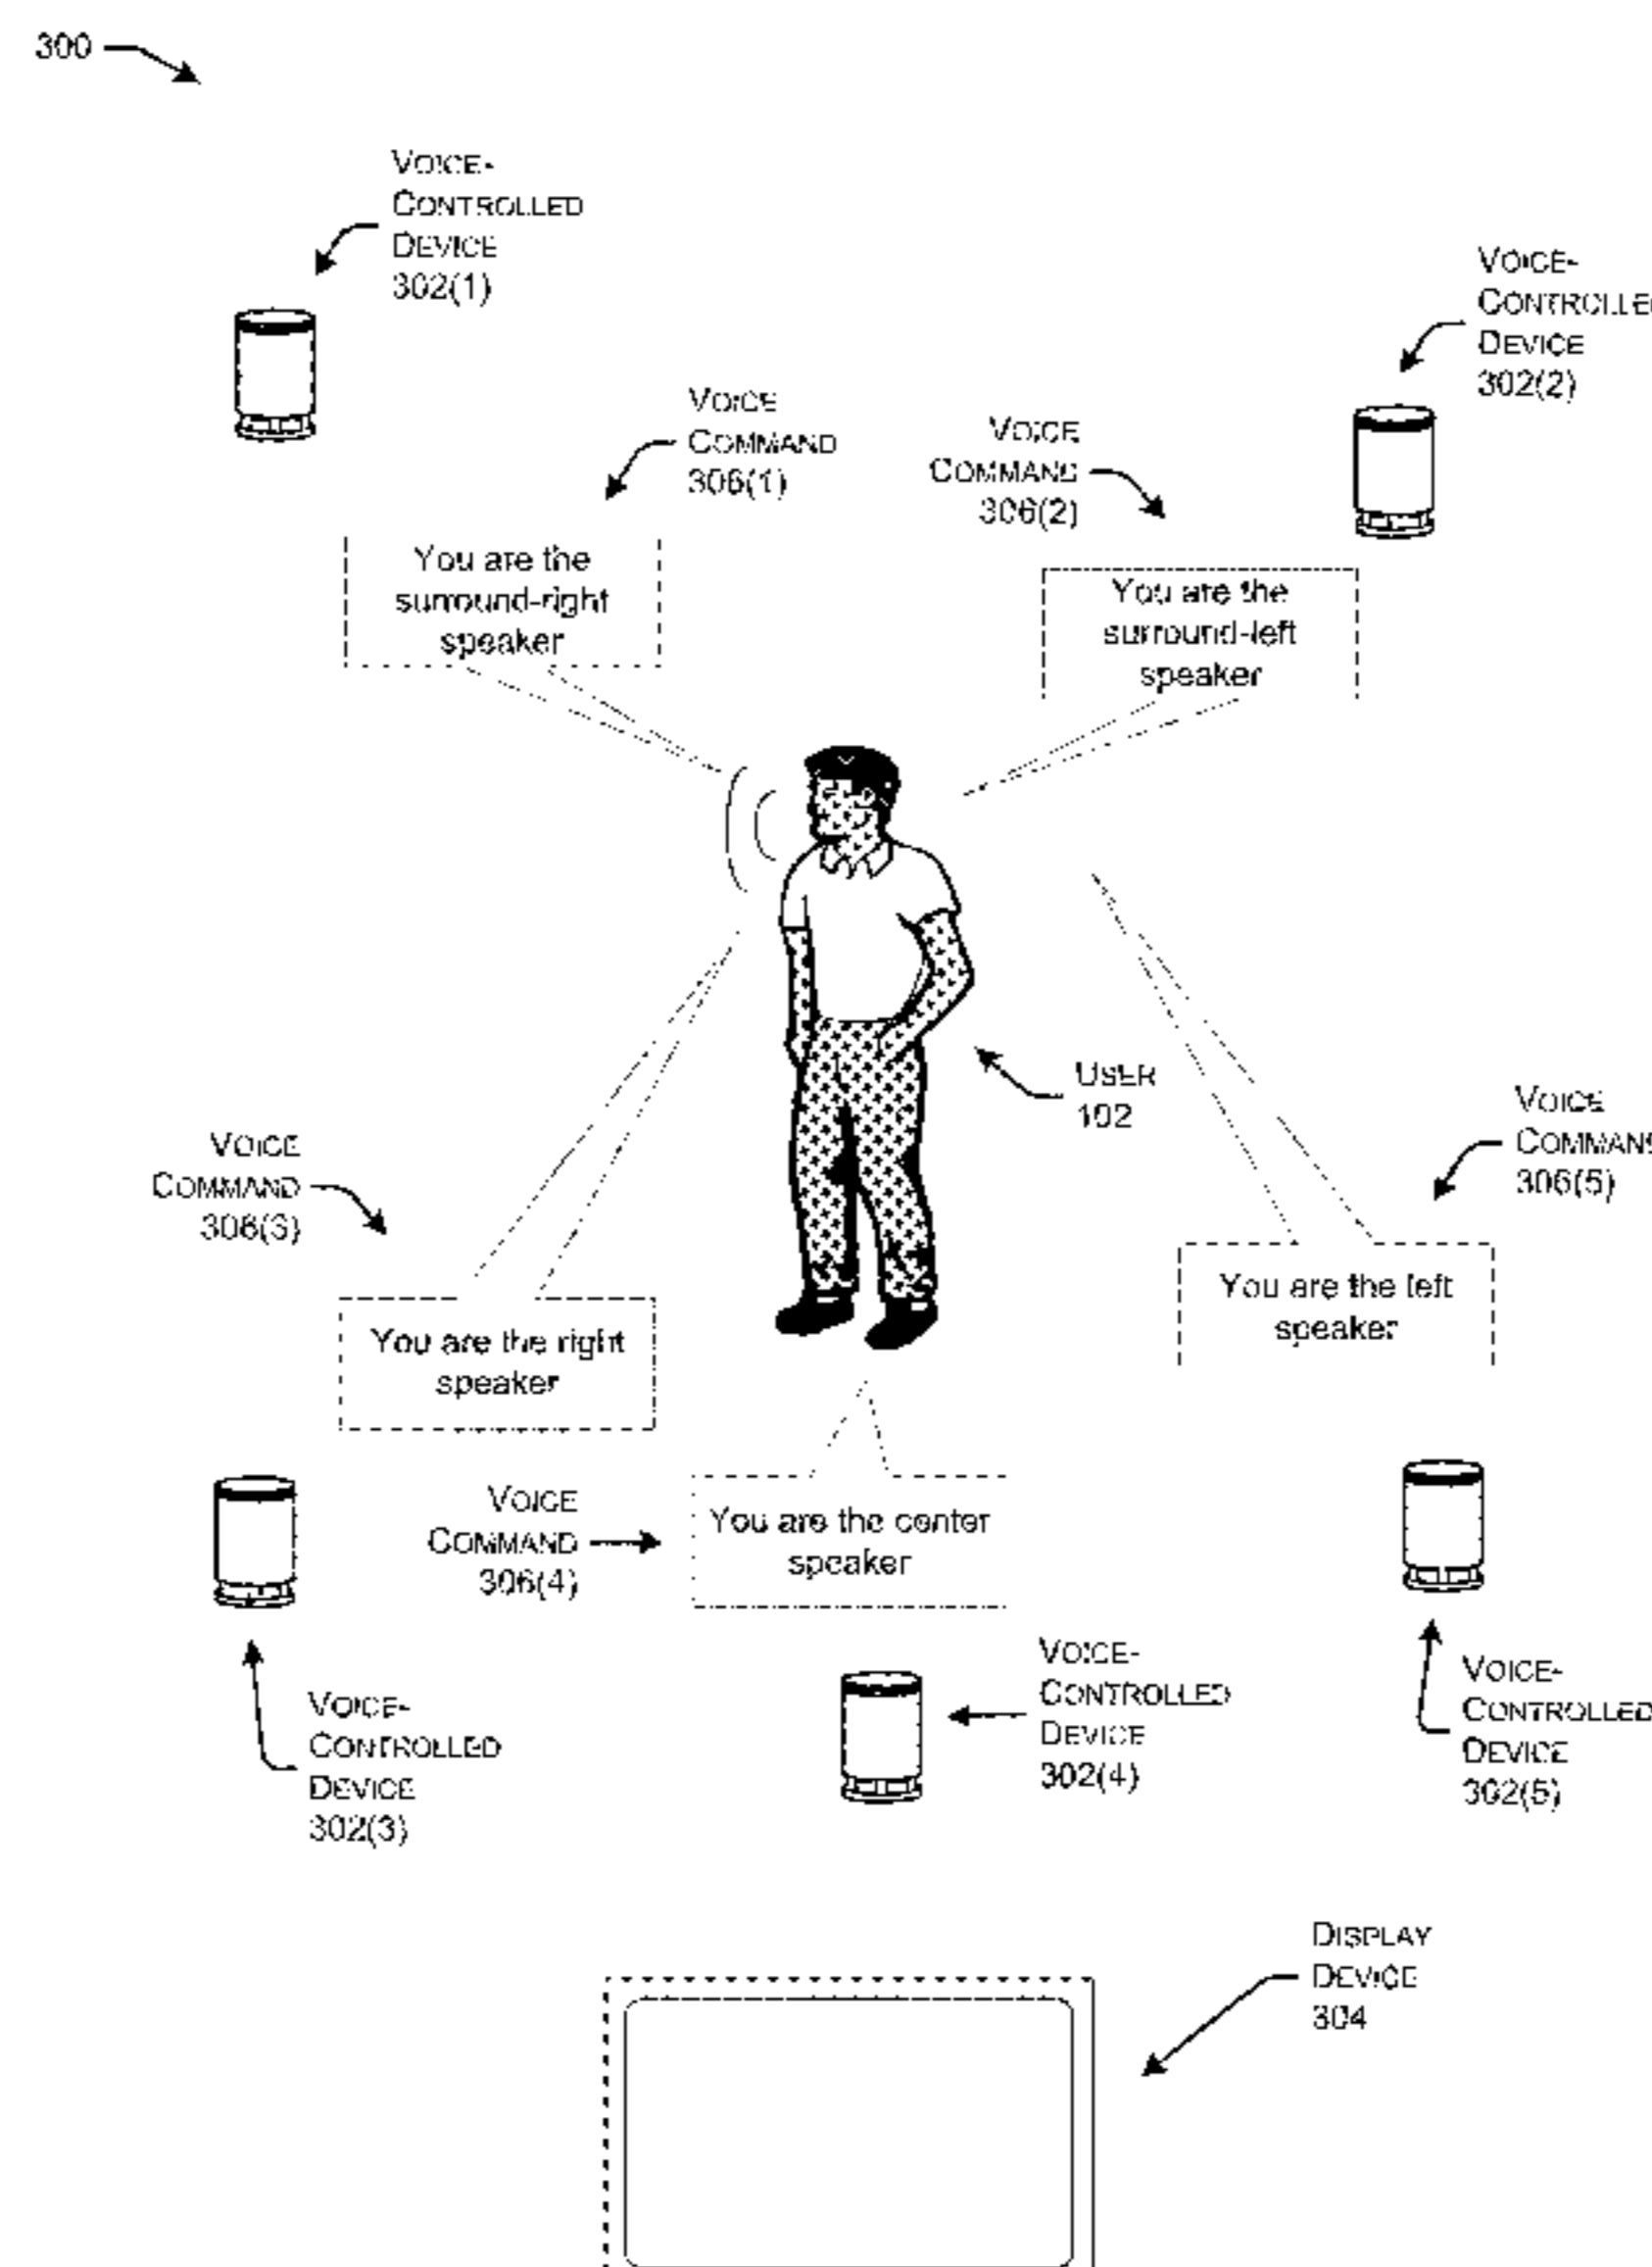 300
VOICE-
CONTROLLED
DEVICE
302(1)
VOICE-
CONTROLLE
DEVICE
302(2)
VOICE
COMMAND
306(1)
VOICE
COMMAND
306(2)
You are the
surround-right
speaker
You are the
surround-left
speaker
USER
102
VOICE
COMMAND
306(3)
VOICE
COMMAND
306(5)
You are the right
speaker
You are the left
speaker
VOICE
COMMAND
306(4)
You are the center
speaker
VOICE-
CONTROLLED
DEVICE
302(3)
VOICE-
CONTROLLED
DEVICE
302(4)
VOICE-
CONTROLLED
DEVICE
302(5)
DISPLAY
DEVICE
304